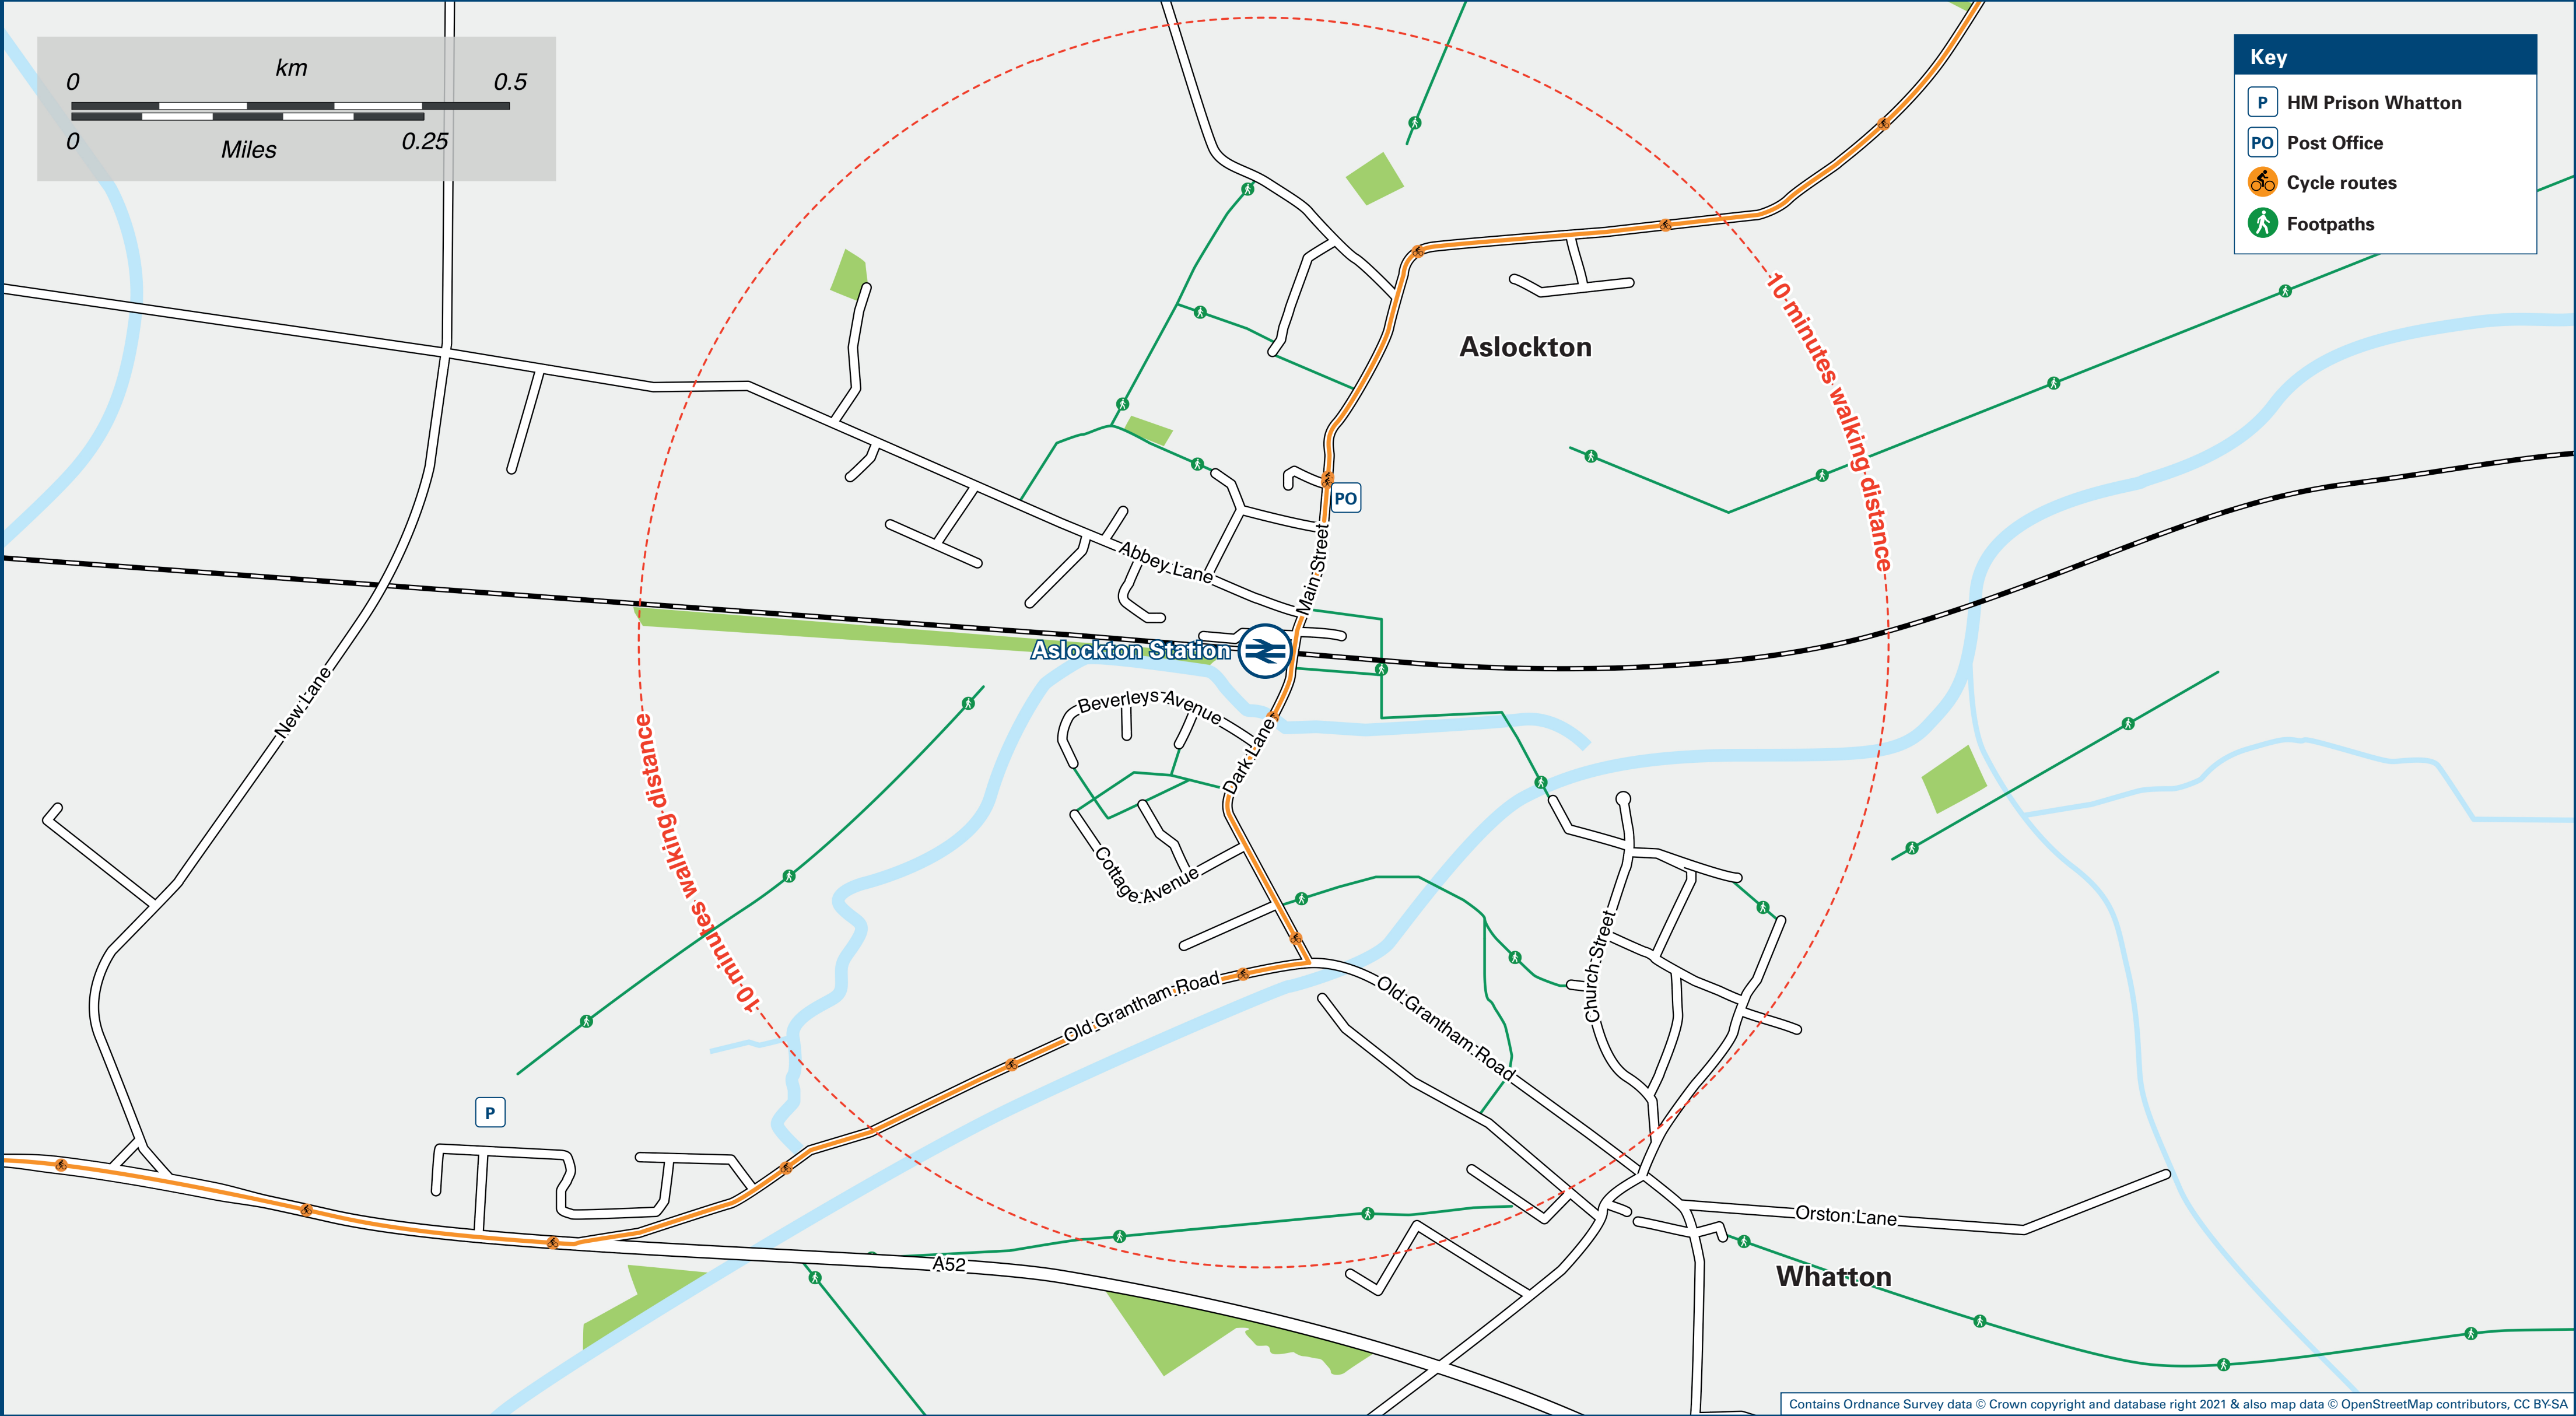 km
0 0.5
0 0.25
Miles
Key
P HM Prison Whatton
PO Post Office
Cycle routes
Footpaths
10 minutes walking distance
Aslockton
PO
Abbey Lane
Main Street
Aslockton Station
New Lane
Beverleys Avenue
Dark Lane
10 minutes walking distance
Cottage Avenue
Church Street
Old Grantham Road
Old Grantham Road
P
Orston Lane
A52
Whatton
Contains Ordnance Survey data © Crown copyright and database right 2021 & also map data © OpenStreetMap contributors, CC BY-SA